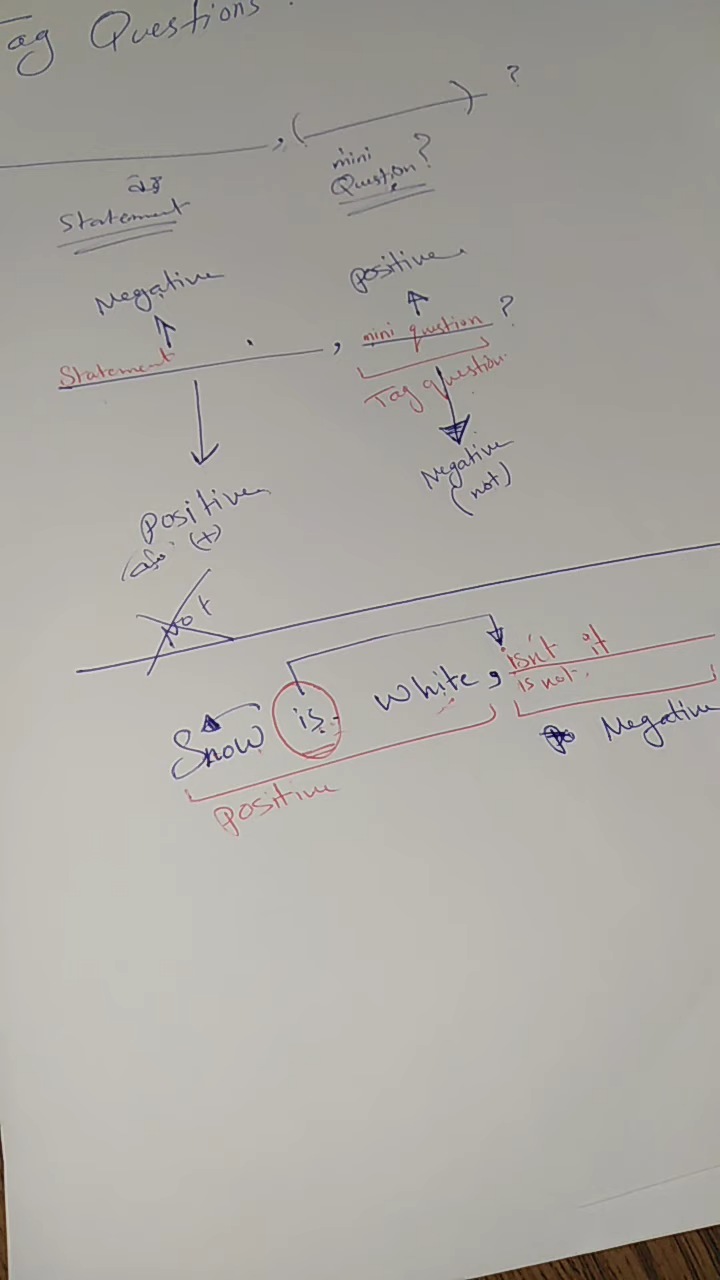 Tag Questions.
, ( ) ?
mini
Question?
Statement
Negative
positive
Statement , mini question ?
Tag question.
Negative
(not)
Positive
(+)
Not
Snow is white, isn't it
is not.
Negative
positive